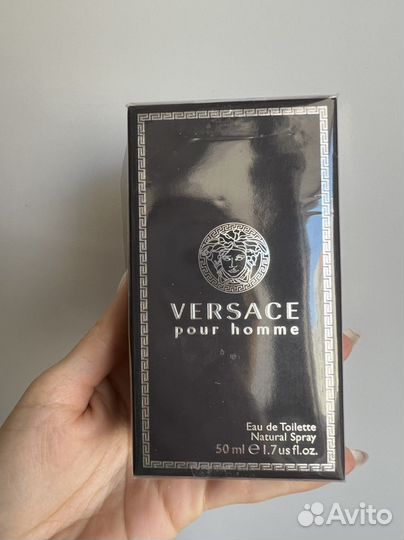 VERSACE
pour homme
Eau de Toilette
Natural Spray
50 ml ℮ 1.7 us fl.oz.
Avito